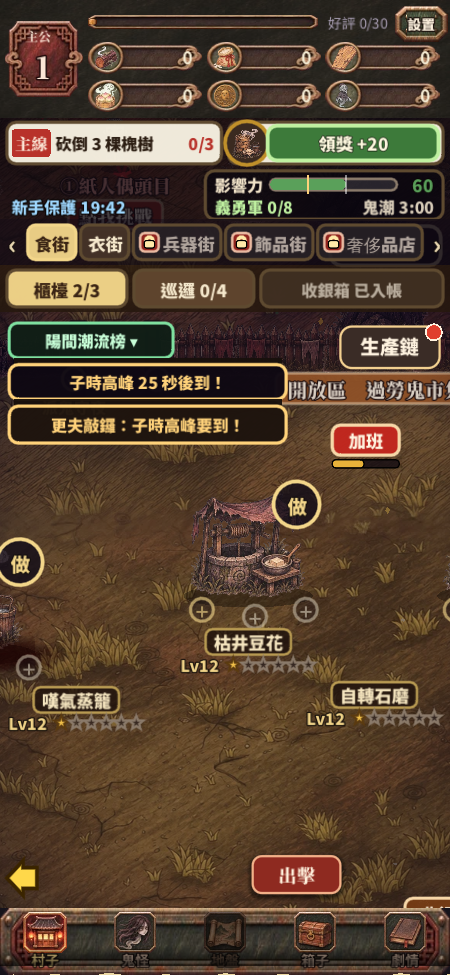 主公
1
好評 0/30
設置
0
0
0
0
0
0
主線 砍倒 3 棵槐樹 0/3
領獎 +20
紙人偶頭目
新手保護 19:42
影響力 60
義勇軍 0/8 鬼潮 3:00
‹ 食街 衣街 兵器街 飾品街 奢侈品店 ›
櫃檯 2/3
巡邏 0/4
收銀箱 已入帳
陽間潮流榜 ▾
生產鏈
子時高峰 25 秒後到！
開放區 過勞鬼市
更夫敲鑼：子時高峰要到！
加班
做
做
枯井豆花
Lv12
嘆氣蒸籠
Lv12
自轉石磨
Lv12
出擊
村子
鬼怪
地盤
箱子
劇情